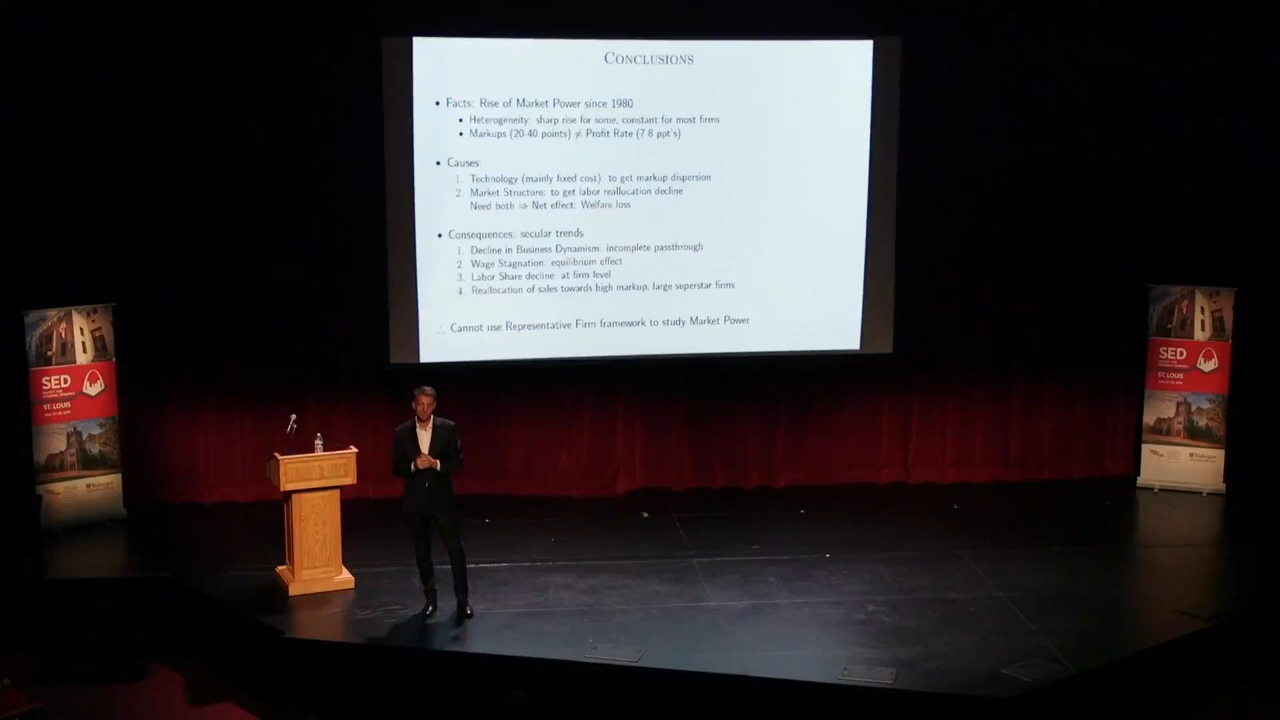 CONCLUSIONS
• Facts: Rise of Market Power since 1980
• Heterogeneity: sharp rise for some, constant for most firms
• Markups (20-40 points) ≠ Profit Rate (7-8 ppt's)
• Causes:
1. Technology (mainly fixed cost): to get markup dispersion
2. Market Structure: to get labor reallocation decline
Need both ⇒ Net effect: Welfare loss
• Consequences: secular trends
1. Decline in Business Dynamism: incomplete passthrough
2. Wage Stagnation: equilibrium effect
3. Labor Share decline: at firm level
4. Reallocation of sales towards high markup, large superstar firms
∴ Cannot use Representative Firm framework to study Market Power
SED
ST. LOUIS
SED
ST. LOUIS